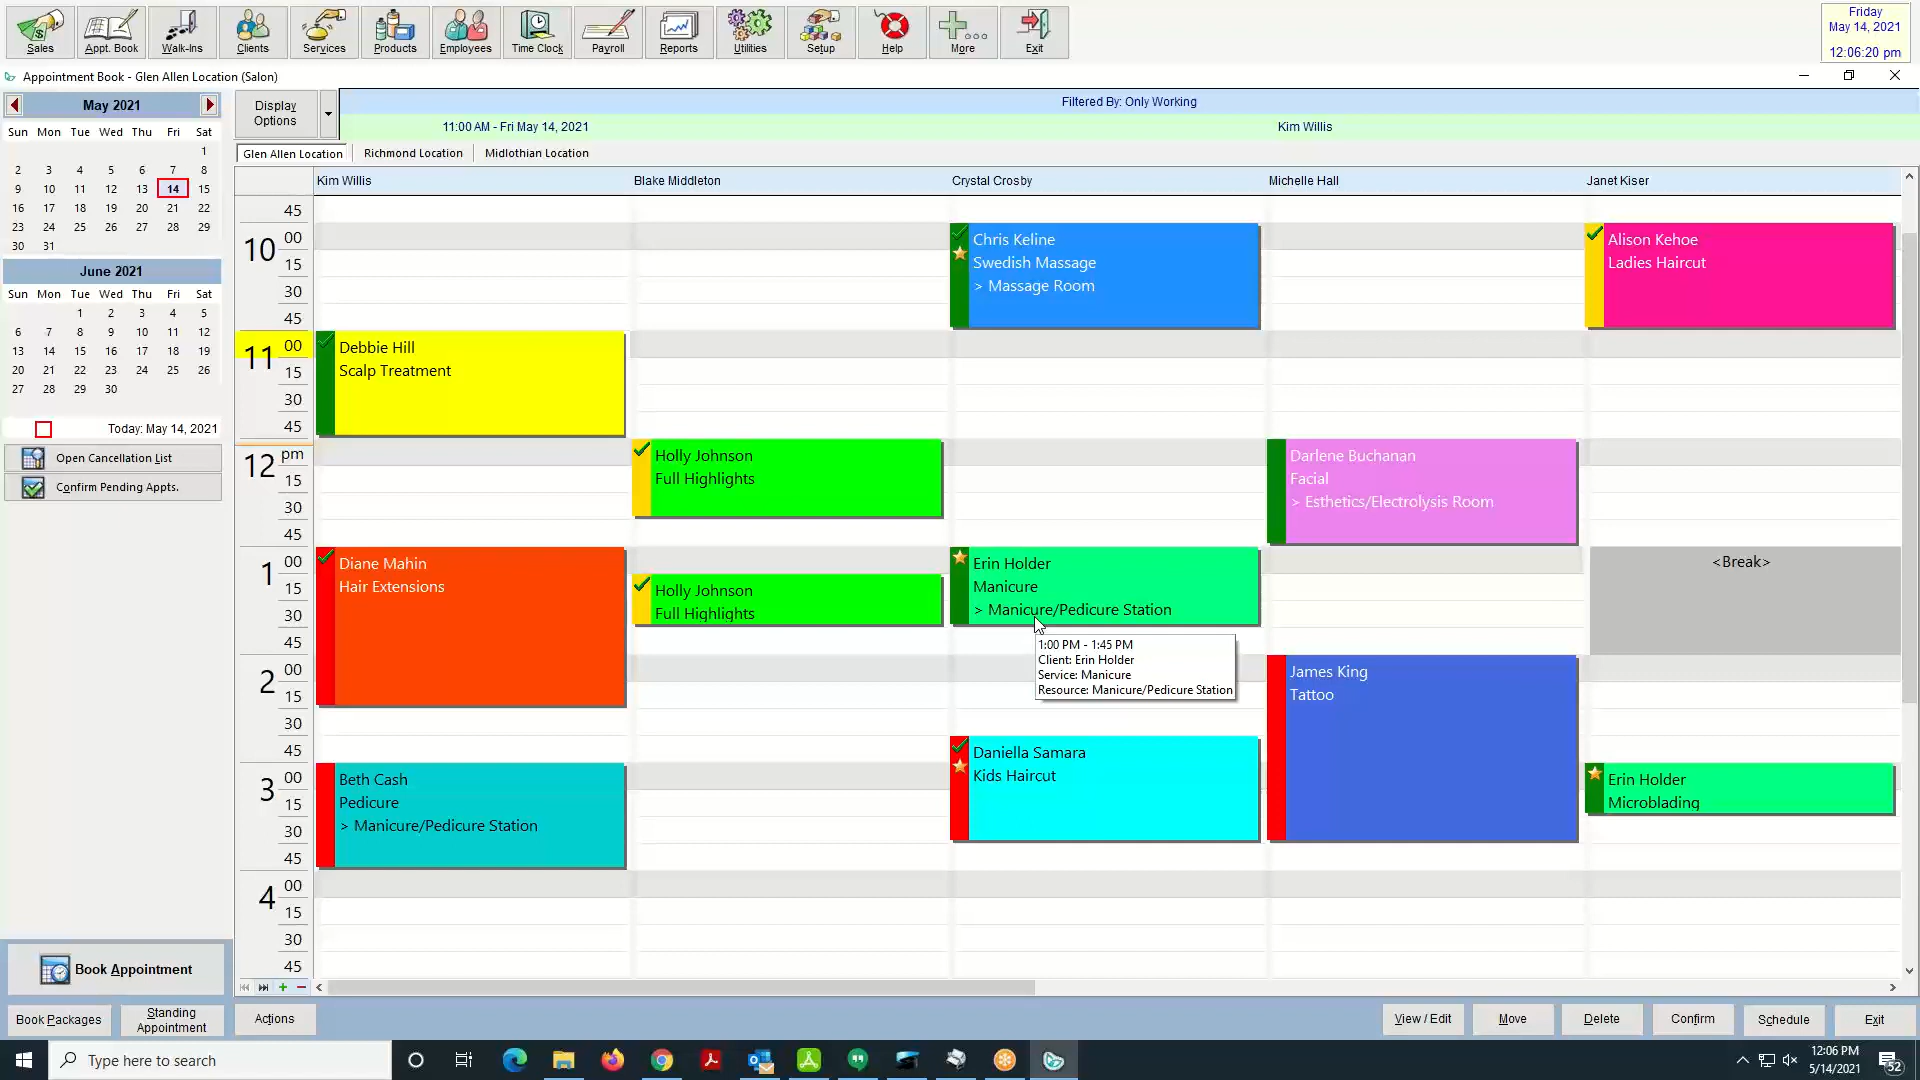 Sales
Appt. Book
Walk-Ins
Clients
Services
Products
Employees
Time Clock
Payroll
Reports
Utilities
Setup
Help
More
Exit
Friday
May 14, 2021
12:06:20 pm
Appointment Book - Glen Allen Location (Salon)
May 2021
Sun Mon Tue Wed Thu Fri Sat
1
2 3 4 5 6 7 8
9 10 11 12 13 14 15
16 17 18 19 20 21 22
23 24 25 26 27 28 29
30 31
June 2021
Sun Mon Tue Wed Thu Fri Sat
1 2 3 4 5
6 7 8 9 10 11 12
13 14 15 16 17 18 19
20 21 22 23 24 25 26
27 28 29 30
Today: May 14, 2021
Open Cancellation List
Confirm Pending Appts.
Book Appointment
Book Packages
Standing
Appointment
Display
Options
Filtered By: Only Working
11:00 AM - Fri May 14, 2021
Kim Willis
Glen Allen Location
Richmond Location
Midlothian Location
Kim Willis
Blake Middleton
Crystal Crosby
Michelle Hall
Janet Kiser
45
10 00
15
30
45
11 00
15
30
45
12 pm
15
30
45
1 00
15
30
45
2 00
15
30
45
3 00
15
30
45
4 00
15
30
45
Debbie Hill
Scalp Treatment
Diane Mahin
Hair Extensions
Beth Cash
Pedicure
> Manicure/Pedicure Station
Holly Johnson
Full Highlights
Holly Johnson
Full Highlights
Chris Keline
Swedish Massage
> Massage Room
Erin Holder
Manicure
> Manicure/Pedicure Station
1:00 PM - 1:45 PM
Client: Erin Holder
Service: Manicure
Resource: Manicure/Pedicure Station
Daniella Samara
Kids Haircut
Darlene Buchanan
Facial
> Esthetics/Electrolysis Room
James King
Tattoo
Alison Kehoe
Ladies Haircut
<Break>
Erin Holder
Microblading
Actions
View / Edit
Move
Delete
Confirm
Schedule
Exit
Type here to search
12:06 PM
5/14/2021
52